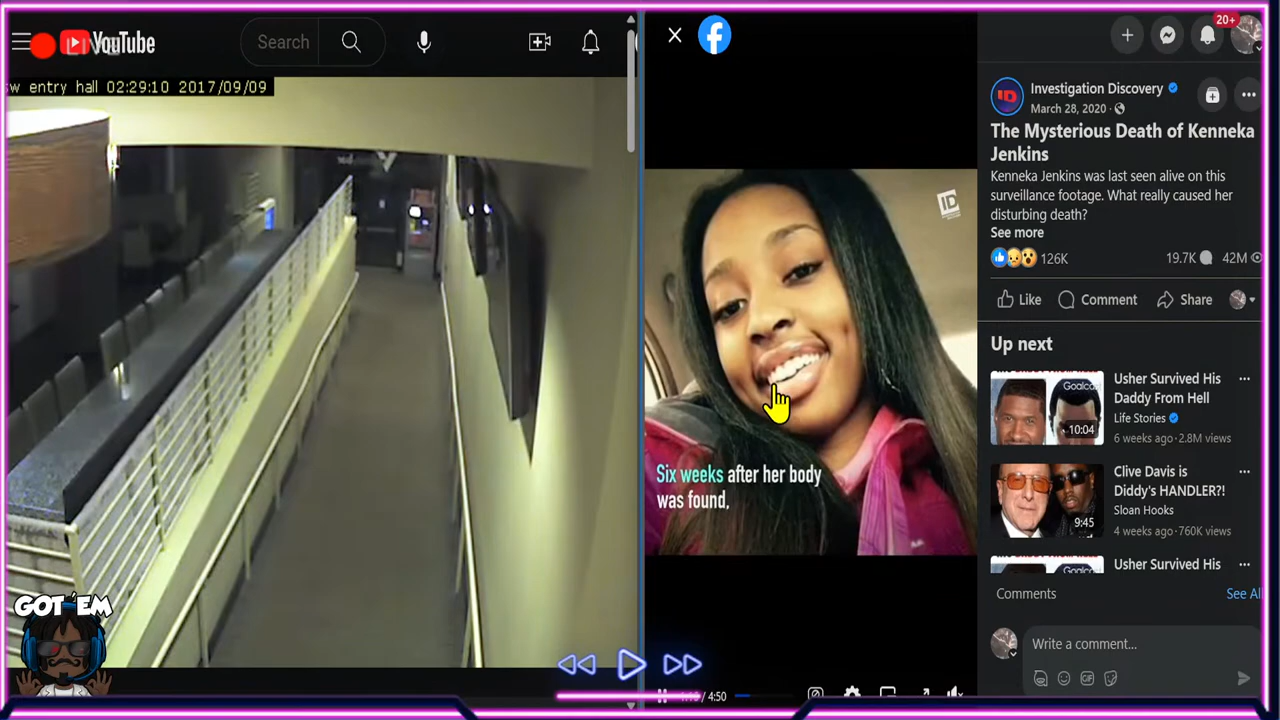 YouTube
Search
sw entry hall 02:29:10 2017/09/09
GOT 'EM
ID
Six weeks after her body
was found,
4:50
20+
Investigation Discovery
March 28, 2020
The Mysterious Death of Kenneka
Jenkins
Kenneka Jenkins was last seen alive on this
surveillance footage. What really caused her
disturbing death?
See more
126K
19.7K
42M
Like
Comment
Share
Up next
Goalca
10:04
Usher Survived His
Daddy From Hell
Life Stories
6 weeks ago · 2.8M views
9:45
Clive Davis is
Diddy's HANDLER?!
Sloan Hooks
4 weeks ago · 760K views
Goalca
Usher Survived His
Comments
See All
Write a comment...
GIF